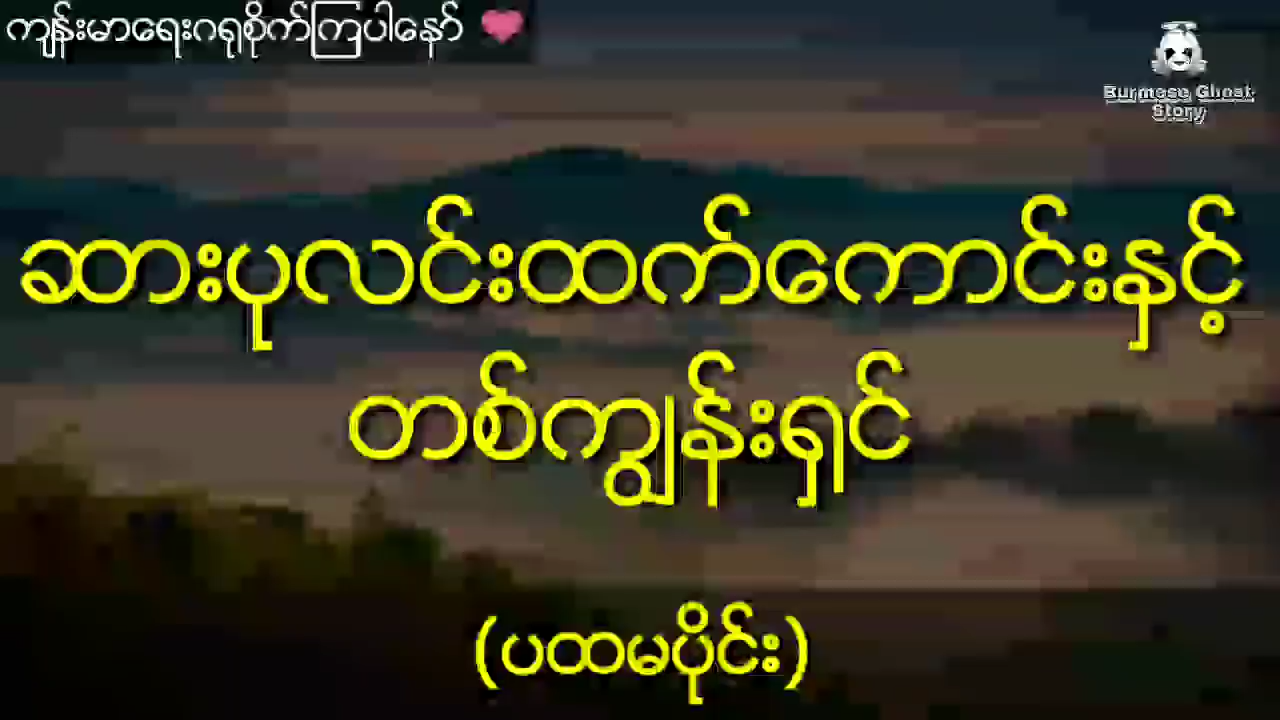 ကျန်းမာရေးဂရုစိုက်ကြပါနော် 💗
Burmese Ghost
Story
ဆားပုလင်းထက်ကောင်းနှင့်
တစ်ကျွန်းရှင်
(ပထမပိုင်း)